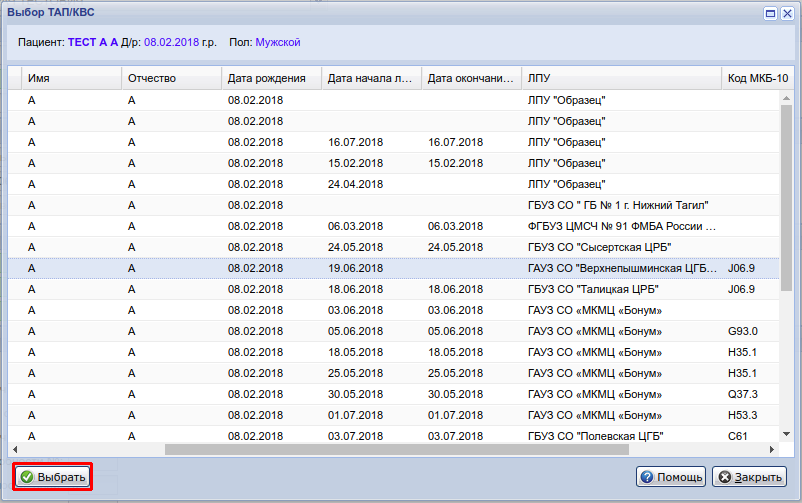 Выбор ТАП/КВС
Пациент: ТЕСТ А А Д/р: 08.02.2018 г.р. Пол: Мужской
Имя Отчество Дата рождения Дата начала л... Дата окончани... ЛПУ Код МКБ-10
А А 08.02.2018 ЛПУ "Образец"
А А 08.02.2018 ЛПУ "Образец"
А А 08.02.2018 16.07.2018 16.07.2018 ЛПУ "Образец"
А А 08.02.2018 15.02.2018 15.02.2018 ЛПУ "Образец"
А А 08.02.2018 24.04.2018 ЛПУ "Образец"
А А 08.02.2018 ГБУЗ СО " ГБ № 1 г. Нижний Тагил"
А А 08.02.2018 06.03.2018 06.03.2018 ФГБУЗ ЦМСЧ № 91 ФМБА России ...
А А 08.02.2018 24.05.2018 24.05.2018 ГБУЗ СО "Сысертская ЦРБ"
А А 08.02.2018 19.06.2018 ГАУЗ СО "Верхнепышминская ЦГБ... J06.9
А А 08.02.2018 18.06.2018 18.06.2018 ГБУЗ СО "Талицкая ЦРБ" J06.9
А А 08.02.2018 03.06.2018 03.06.2018 ГАУЗ СО «МКМЦ «Бонум»
А А 08.02.2018 05.06.2018 05.06.2018 ГАУЗ СО «МКМЦ «Бонум» G93.0
А А 08.02.2018 18.05.2018 18.05.2018 ГАУЗ СО «МКМЦ «Бонум» H35.1
А А 08.02.2018 25.05.2018 25.05.2018 ГАУЗ СО «МКМЦ «Бонум» H35.1
А А 08.02.2018 30.05.2018 30.05.2018 ГАУЗ СО «МКМЦ «Бонум» Q37.3
А А 08.02.2018 01.07.2018 01.07.2018 ГАУЗ СО «МКМЦ «Бонум» H53.3
А А 08.02.2018 03.07.2018 03.07.2018 ГБУЗ СО "Полевская ЦГБ" C61
Выбрать Помощь Закрыть